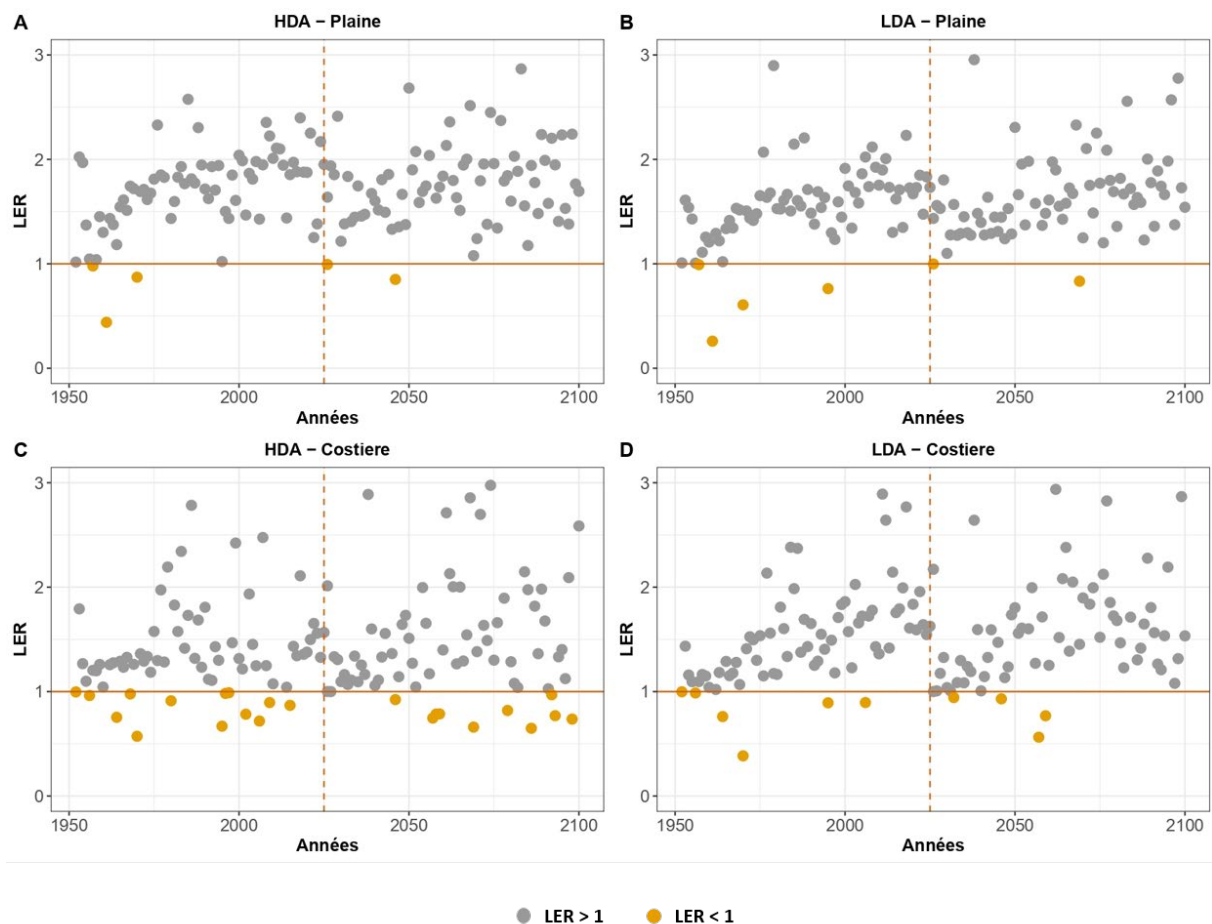 A HDA − Plaine
LER
3
2
1
0
1950 2000 2050 2100
Années
B LDA − Plaine
LER
3
2
1
0
1950 2000 2050 2100
Années
C HDA − Costiere
LER
3
2
1
0
1950 2000 2050 2100
Années
D LDA − Costiere
LER
3
2
1
0
1950 2000 2050 2100
Années
LER > 1 LER < 1